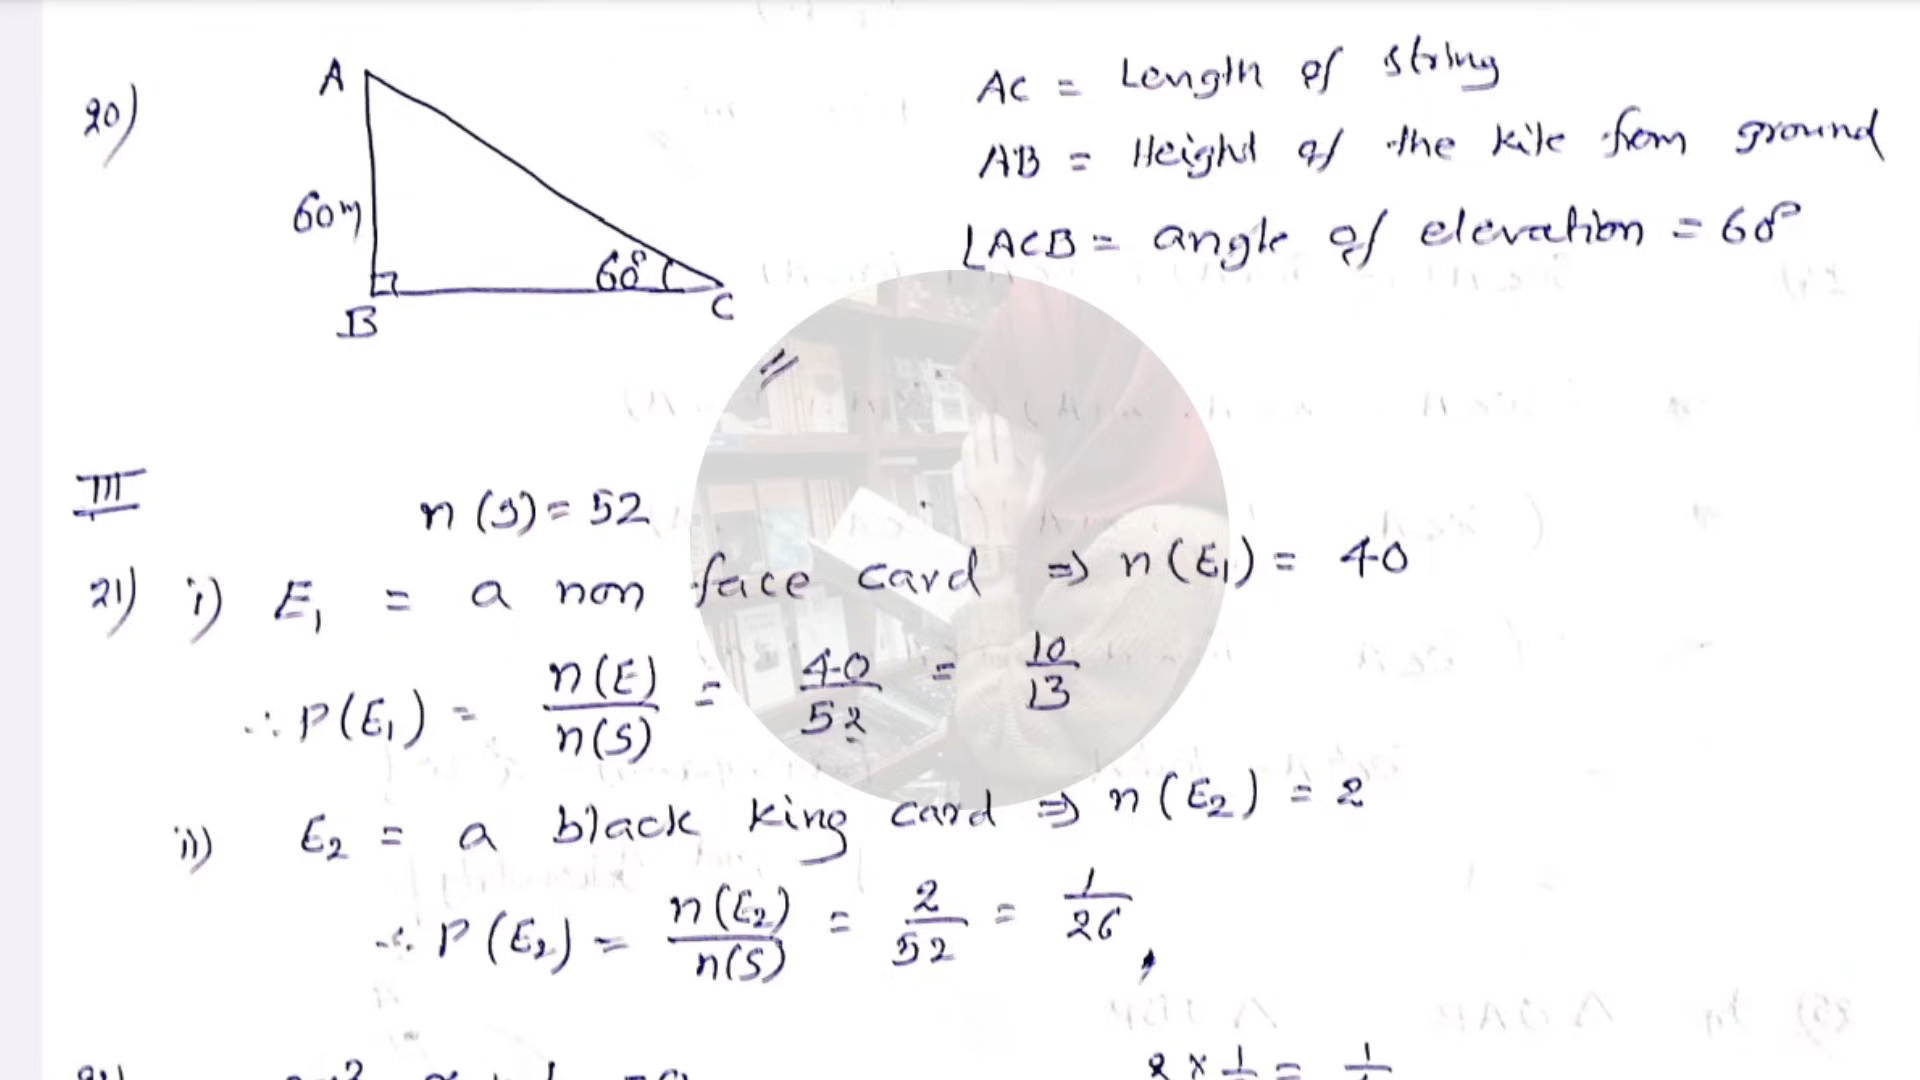 20)
A
60m
B
60°
C
AC = Length of string
AB = Height of the kite from ground
∠ACB = angle of elevation = 60°
III
n(S) = 52
21) i) E₁ = a non face card ⇒ n(E₁) = 40
∴ P(E₁) = n(E)/n(S) = 40/52 = 10/13
ii) E₂ = a black king card ⇒ n(E₂) = 2
∴ P(E₂) = n(E₂)/n(S) = 2/52 = 1/26,